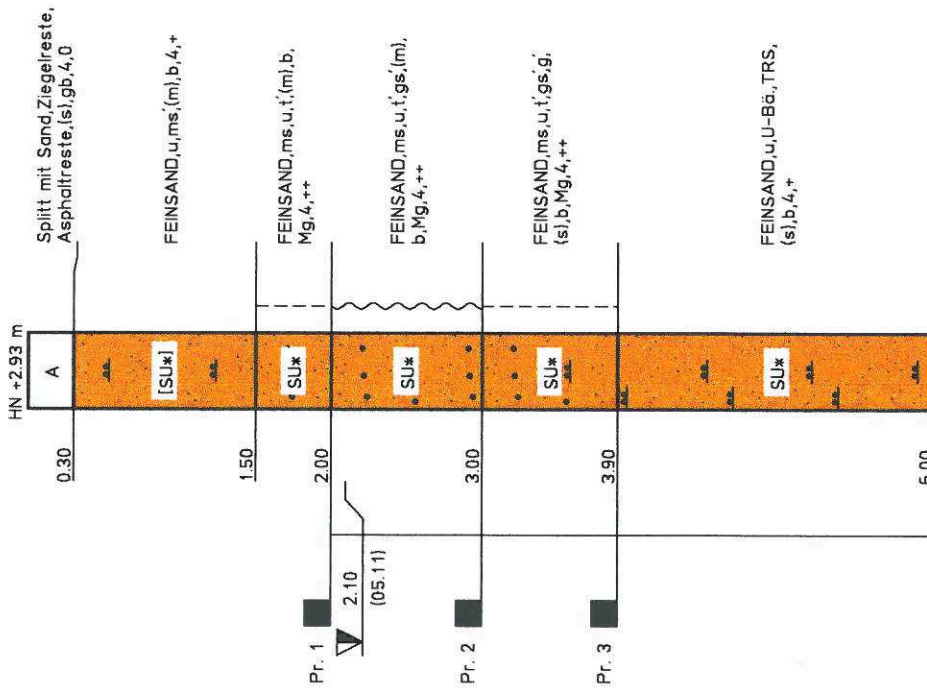 HN +2.93 m
A
Splitt mit Sand,Ziegelreste,
Asphaltreste,(s),gb,4,0
0.30
[SU*]
FEINSAND,u,ms',(m),b,4,+
1.50
SU*
FEINSAND,ms,u,t',(m),b,
Mg,4,++
Pr. 1
2.00
2.10
(05.11)
SU*
FEINSAND,ms,u,t',gs',(m),
b,Mg,4,++
Pr. 2
3.00
SU*
FEINSAND,ms,u,t',gs',g',
(s),b,Mg,4,++
Pr. 3
3.90
SU*
FEINSAND,u,U-Bä.,TRS,
(s),b,4,+